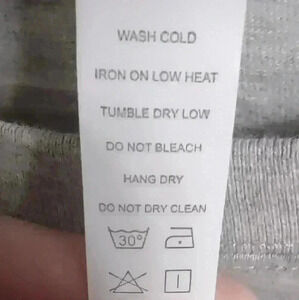 WASH COLD
IRON ON LOW HEAT
TUMBLE DRY LOW
DO NOT BLEACH
HANG DRY
DO NOT DRY CLEAN
30°